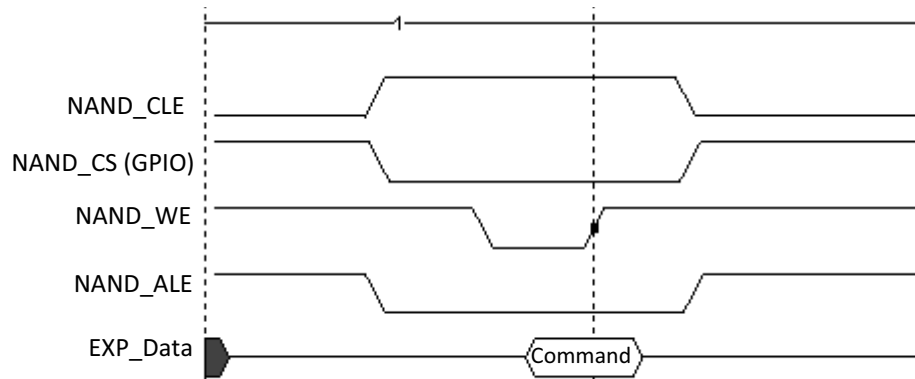 1
NAND_CLE
NAND_CS (GPIO)
NAND_WE
NAND_ALE
EXP_Data
Command